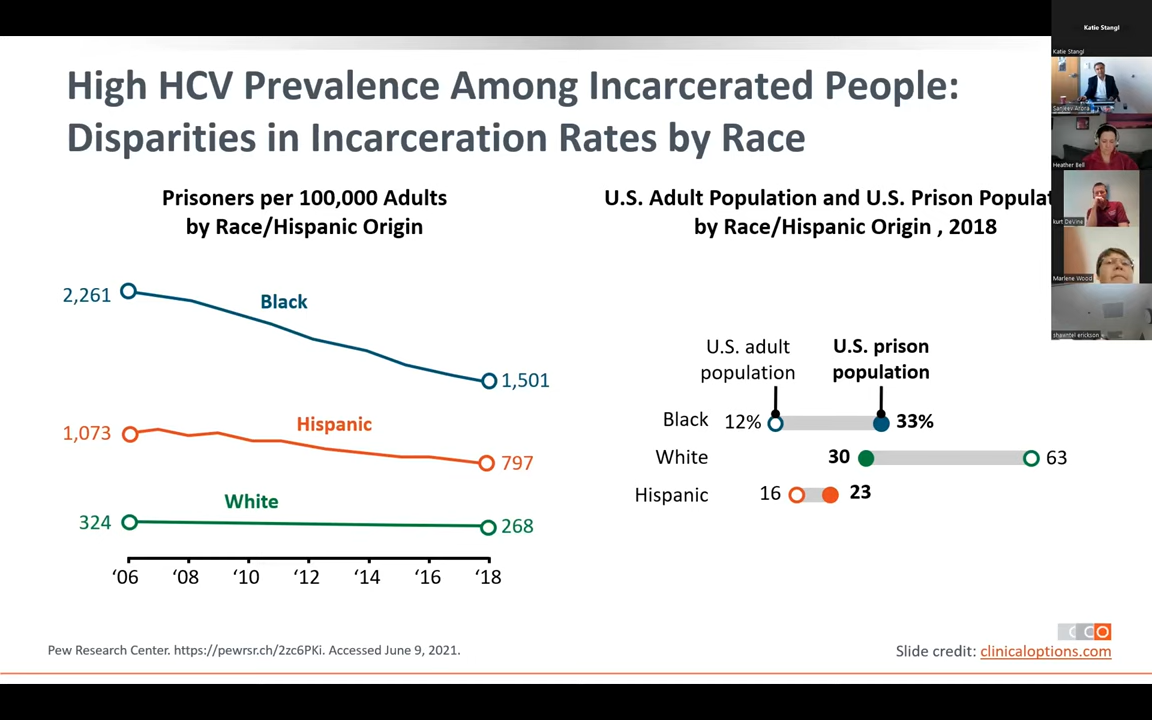 Katie Stangl
Katie Stangl
High HCV Prevalence Among Incarcerated People:
Disparities in Incarceration Rates by Race
Sanjeev Arora
Heather Bell
kurt DeVine
Marlene Wood
shawntel erickson
Prisoners per 100,000 Adults
by Race/Hispanic Origin
2,261
Black
1,501
1,073
Hispanic
797
324
White
268
‘06 ‘08 ‘10 ‘12 ‘14 ‘16 ‘18
U.S. Adult Population and U.S. Prison Populat
by Race/Hispanic Origin , 2018
U.S. adult
population
U.S. prison
population
Black 12% 33%
White 30 63
Hispanic 16 23
CCO
Pew Research Center. https://pewrsr.ch/2zc6PKi. Accessed June 9, 2021.
Slide credit: clinicaloptions.com